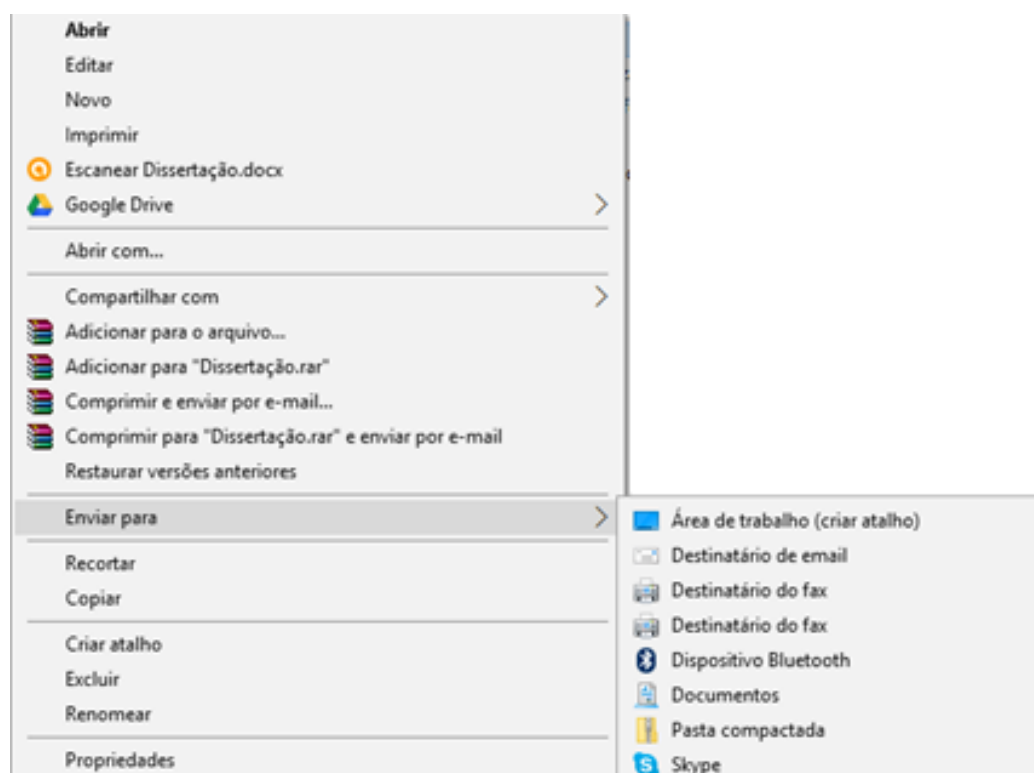 Abrir
Editar
Novo
Imprimir
Escanear Dissertação.docx
Google Drive
Abrir com...
Compartilhar com
Adicionar para o arquivo...
Adicionar para "Dissertação.rar"
Comprimir e enviar por e-mail...
Comprimir para "Dissertação.rar" e enviar por e-mail
Restaurar versões anteriores
Enviar para
Recortar
Copiar
Criar atalho
Excluir
Renomear
Propriedades
Área de trabalho (criar atalho)
Destinatário de email
Destinatário do fax
Destinatário do fax
Dispositivo Bluetooth
Documentos
Pasta compactada
Skype